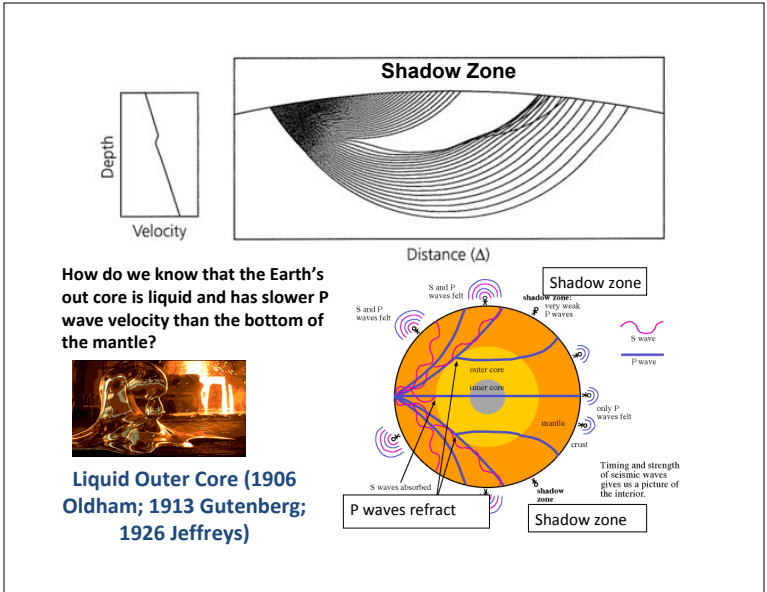 Shadow Zone
Depth
Velocity
Distance (Δ)
How do we know that the Earth's
out core is liquid and has slower P
wave velocity than the bottom of
the mantle?
Liquid Outer Core (1906
Oldham; 1913 Gutenberg;
1926 Jeffreys)
S and P
waves felt
S and P
waves felt
Shadow zone
shadow zone:
very weak
P waves
S wave
P wave
outer core
inner core
only P
waves felt
mantle
crust
S waves absorbed
P waves refract
Timing and strength
of seismic waves
gives us a picture of
the interior.
shadow
zone
Shadow zone